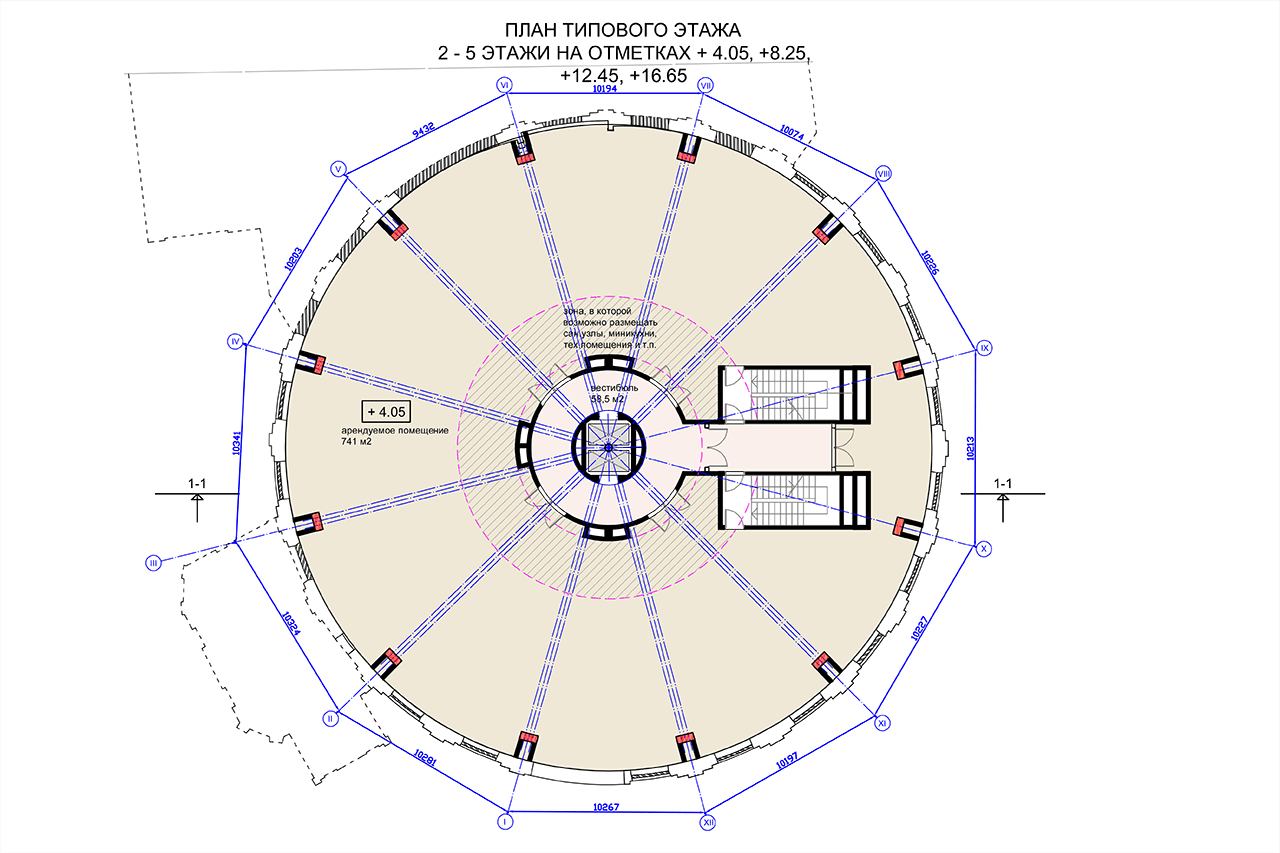 ПЛАН ТИПОВОГО ЭТАЖА
2 - 5 ЭТАЖИ НА ОТМЕТКАХ + 4.05, +8.25,
+12.45, +16.65
VI
10194
VII
9432
10074
V
VIII
10203
10226
зона, в которой
возможно размещать
сан.узлы, миникухни,
тех.помещения и т.п.
IV
IX
вестибюль
58,5 м2
+ 4.05
арендуемое помещение
741 м2
10341
10213
1-1
1-1
III
X
10324
10227
II
XI
10281
10197
10267
I
XII